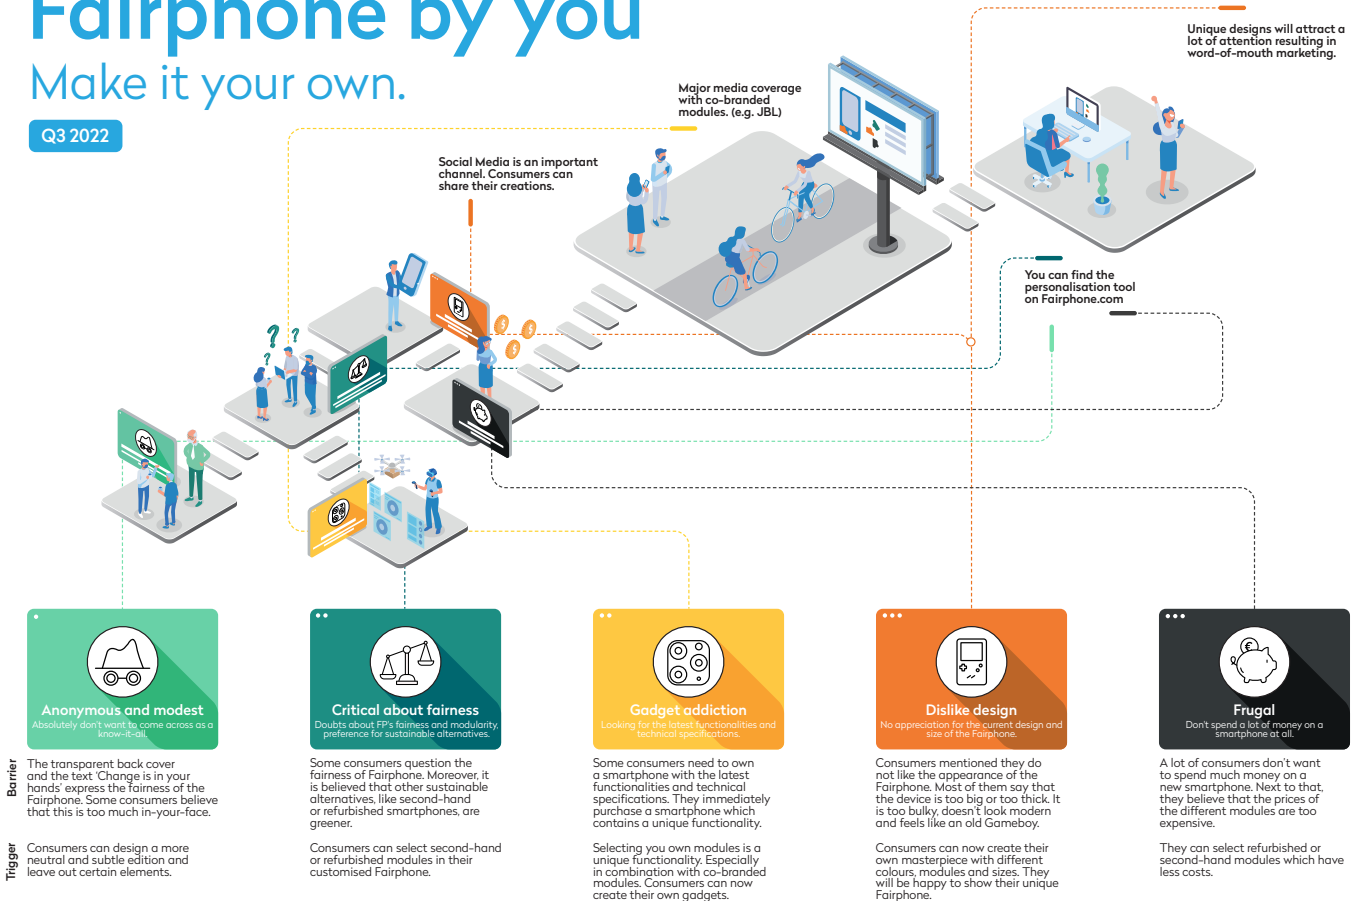 Fairphone by you
Make it your own.
Q3 2022
Unique designs will attract a
lot of attention resulting in
word-of-mouth marketing.
Major media coverage
with co-branded
modules. (e.g. JBL)
Social Media is an important
channel. Consumers can
share their creations.
You can find the
personalisation tool
on Fairphone.com
Anonymous and modest
Absolutely don't want to come across as a
know-it-all.
Critical about fairness
Doubts about FP's fairness and modularity,
preference for sustainable alternatives.
Gadget addiction
Looking for the latest functionalities and
technical specifications.
Dislike design
No appreciation for the current design and
size of the Fairphone.
Frugal
Don't spend a lot of money on a
smartphone at all.
Barrier
The transparent back cover
and the text 'Change is in your
hands' express the fairness of the
Fairphone. Some consumers believe
that this is too much in-your-face.
Some consumers question the
fairness of Fairphone. Moreover, it
is believed that other sustainable
alternatives, like second-hand
or refurbished smartphones, are
greener.
Some consumers need to own
a smartphone with the latest
functionalities and technical
specifications. They immediately
purchase a smartphone which
contains a unique functionality.
Consumers mentioned they do
not like the appearance of the
Fairphone. Most of them say that
the device is too big or too thick. It
is too bulky, doesn't look modern
and feels like an old Gameboy.
A lot of consumers don't want
to spend much money on a
new smartphone. Next to that,
they believe that the prices of
the different modules are too
expensive.
Trigger
Consumers can design a more
neutral and subtle edition and
leave out certain elements.
Consumers can select second-hand
or refurbished modules in their
customised Fairphone.
Selecting you own modules is a
unique functionality. Especially
in combination with co-branded
modules. Consumers can now
create their own gadgets.
Consumers can now create their
own masterpiece with different
colours, modules and sizes. They
will be happy to show their unique
Fairphone.
They can select refurbished or
second-hand modules which have
less costs.